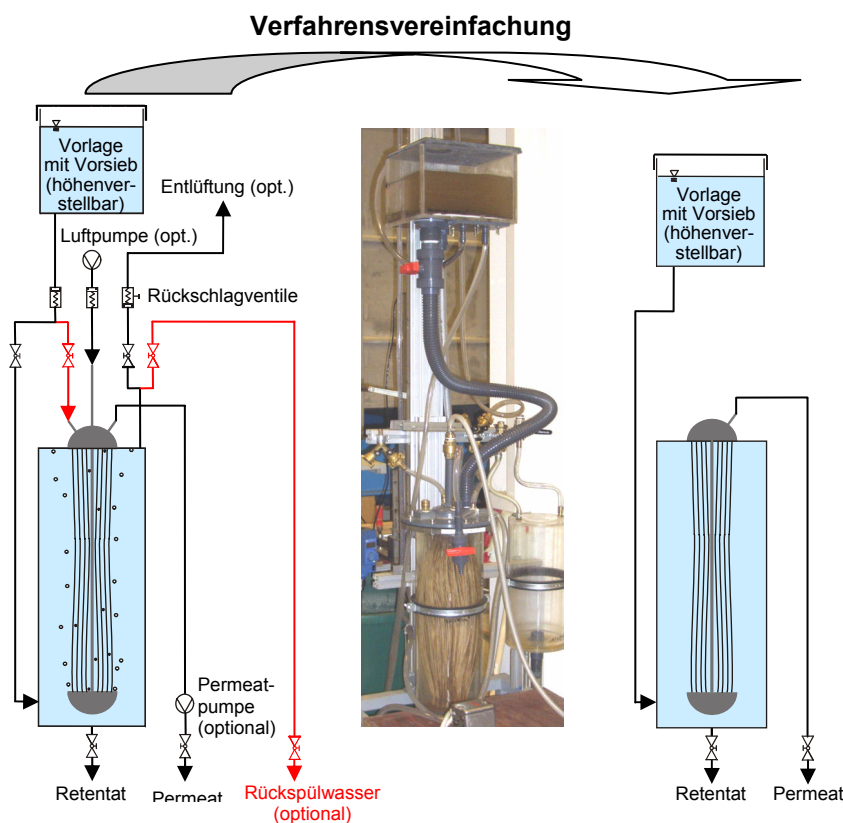 Verfahrensvereinfachung
Vorlage
mit Vorsieb
(höhenver-
stellbar)
Entlüftung (opt.)
Luftpumpe (opt.)
Rückschlagventile
Permeat-
pumpe
(optional)
Retentat
Permeat
Rückspülwasser
(optional)
Vorlage
mit Vorsieb
(höhenver-
stellbar)
Retentat
Permeat